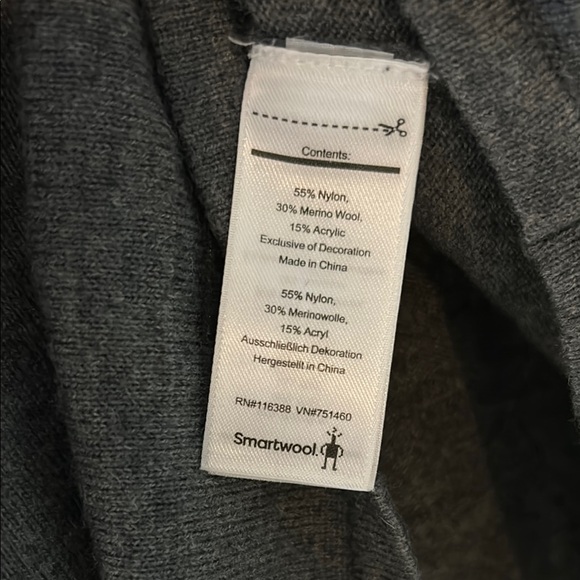 Contents:
55% Nylon,
30% Merino Wool,
15% Acrylic
Exclusive of Decoration
Made in China
55% Nylon,
30% Merinowolle,
15% Acryl
Ausschließlich Dekoration
Hergestellt in China
RN#116388 VN#751460
Smartwool.